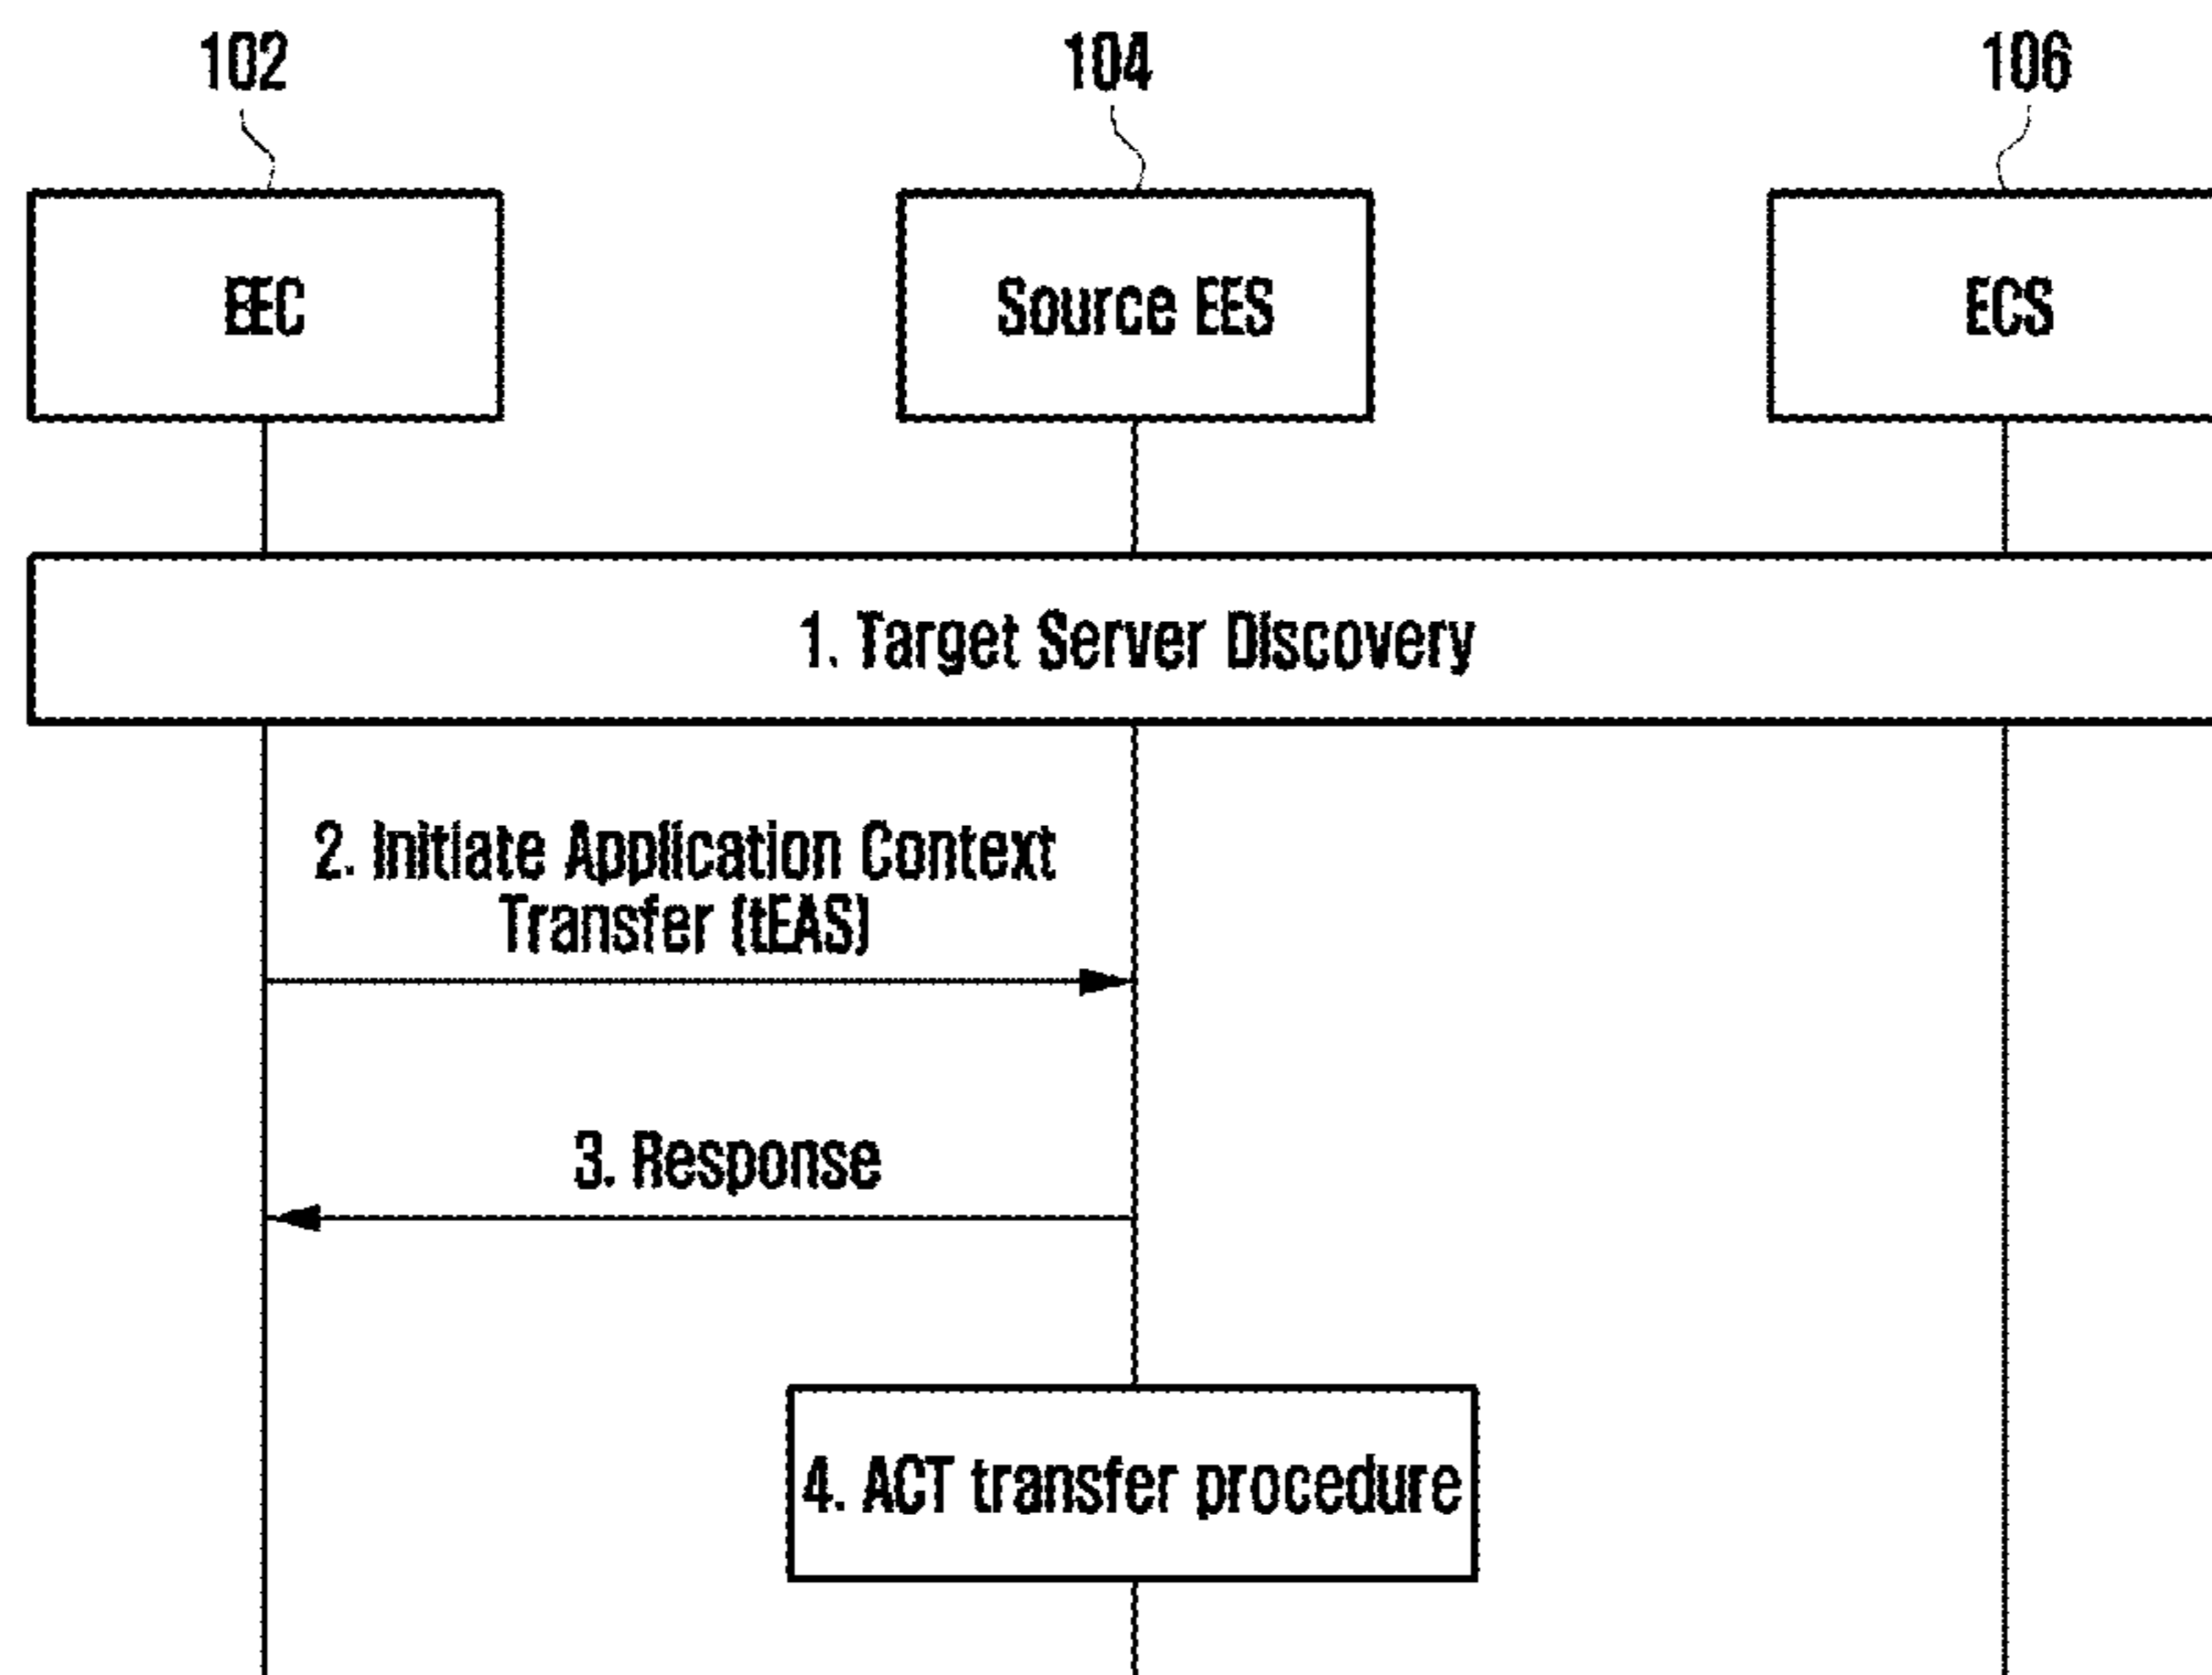 102
104
106
EEC
Source EES
ECS
1. Target Server Discovery
2. Initiate Application Context
Transfer (tEAS)
3. Response
4. ACT transfer procedure